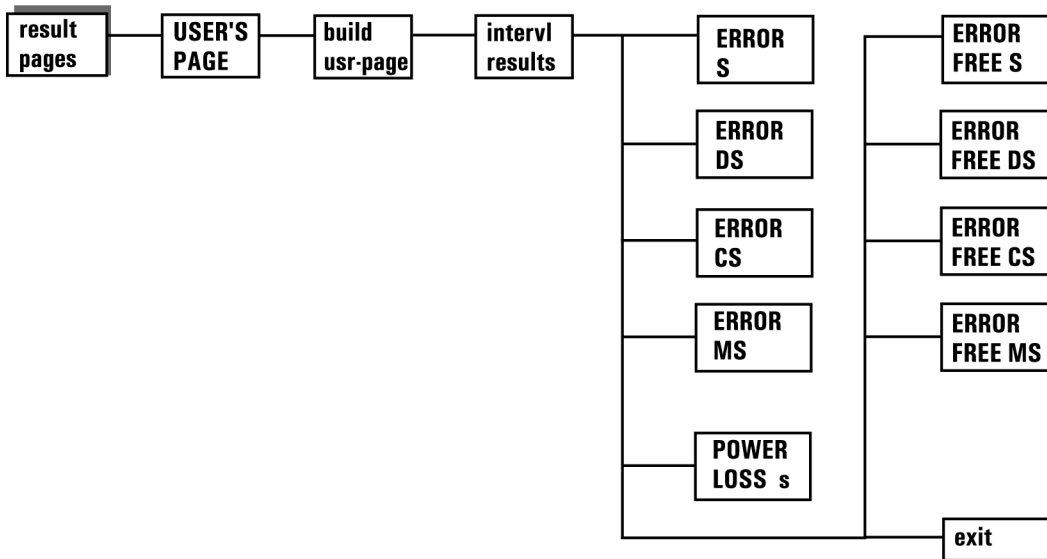 result
pages
USER'S
PAGE
build
usr-page
intervl
results
ERROR
S
ERROR
DS
ERROR
CS
ERROR
MS
POWER
LOSS s
ERROR
FREE S
ERROR
FREE DS
ERROR
FREE CS
ERROR
FREE MS
exit